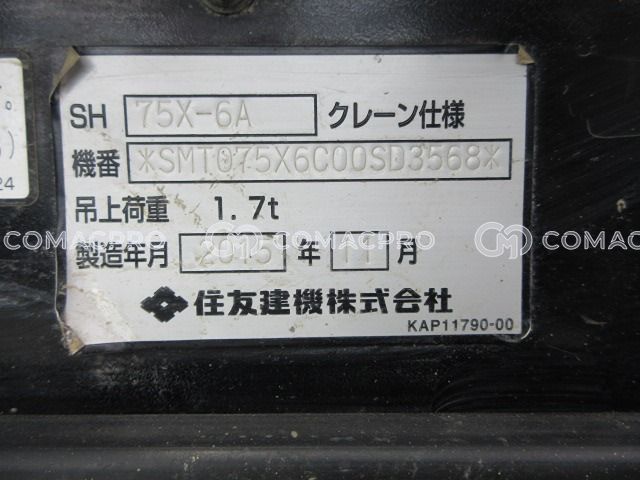 SH 75X-6A クレーン仕様
機番 *SMT075X6C00SD3568*
吊上荷重 1.7t
製造年月 2015 年 11 月
住友建機株式会社
KAP11790-00
24
COMACPRO COMACPRO COMACPRO